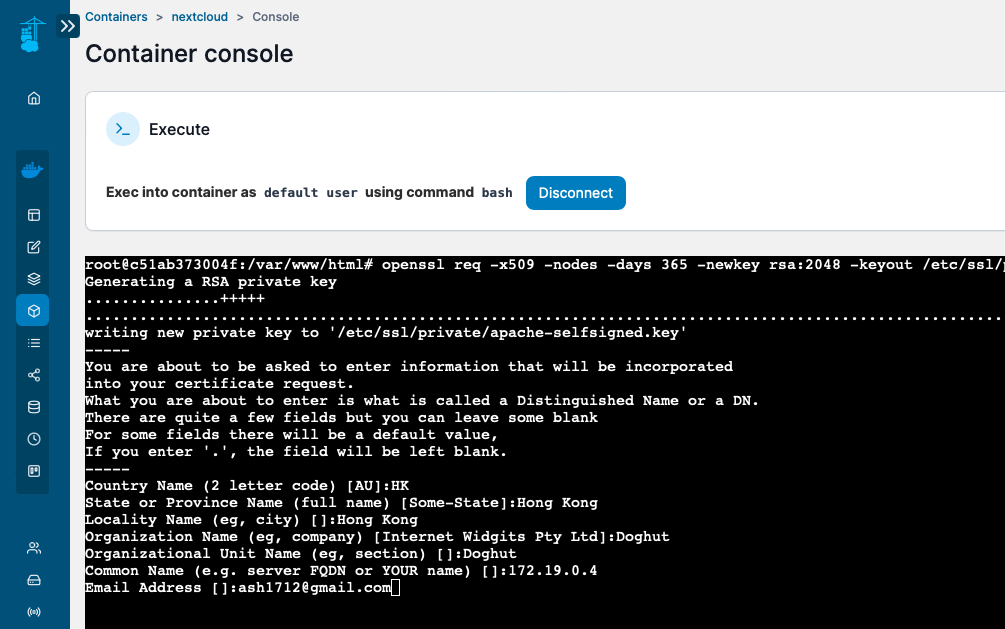 Containers > nextcloud > Console
Container console
Execute
Exec into container as default user using command bash Disconnect
root@c51ab373004f:/var/www/html# openssl req -x509 -nodes -days 365 -newkey rsa:2048 -keyout /etc/ssl/
Generating a RSA private key
...............+++++
......................................................................................................
writing new private key to '/etc/ssl/private/apache-selfsigned.key'
-----
You are about to be asked to enter information that will be incorporated
into your certificate request.
What you are about to enter is what is called a Distinguished Name or a DN.
There are quite a few fields but you can leave some blank
For some fields there will be a default value,
If you enter '.', the field will be left blank.
-----
Country Name (2 letter code) [AU]:HK
State or Province Name (full name) [Some-State]:Hong Kong
Locality Name (eg, city) []:Hong Kong
Organization Name (eg, company) [Internet Widgits Pty Ltd]:Doghut
Organizational Unit Name (eg, section) []:Doghut
Common Name (e.g. server FQDN or YOUR name) []:172.19.0.4
Email Address []:ash1712@gmail.com